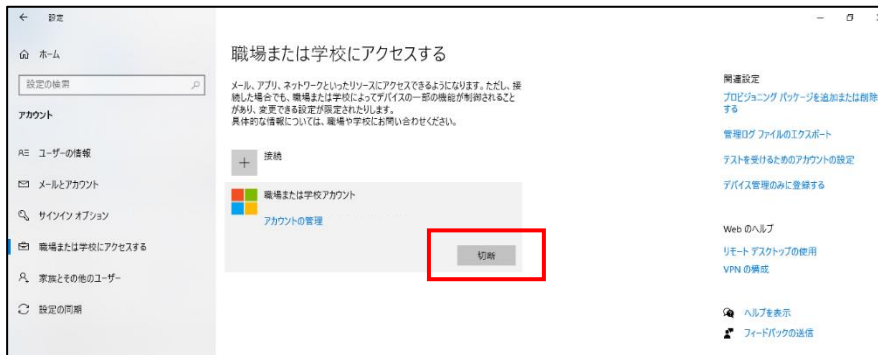 設定
ホーム
設定の検索
アカウント
ユーザーの情報
メールとアカウント
サインイン オプション
職場または学校にアクセスする
家族とその他のユーザー
設定の同期
職場または学校にアクセスする
メール、アプリ、ネットワークといったリソースにアクセスできるようになります。ただし、接
続した場合でも、職場または学校によってデバイスの一部の機能が制御されること
があり、変更できる設定が限定されたりします。
具体的な情報については、職場や学校にお問い合わせください。
接続
職場または学校アカウント
アカウントの管理
切断
関連設定
プロビジョニング パッケージを追加または削除
する
管理ログ ファイルのエクスポート
テストを受けるためのアカウントの設定
デバイス管理のみに登録する
Web のヘルプ
リモート デスクトップの使用
VPN の構成
ヘルプを表示
フィードバックの送信